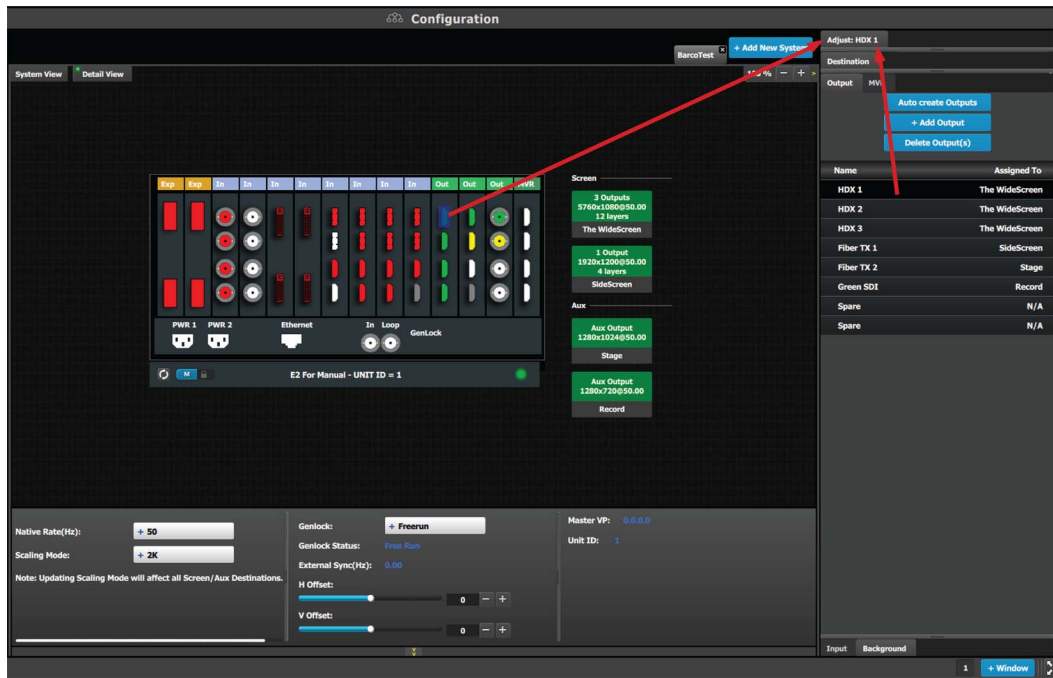 Configuration
BarcoTest
+ Add New System
System View
Detail View
− +
Adjust: HDX 1
Destination
Output
Auto create Outputs
+ Add Output
Delete Output(s)
Name Assigned To
HDX 1 The WideScreen
HDX 2 The WideScreen
HDX 3 The WideScreen
Fiber TX 1 SideScreen
Fiber TX 2 Stage
Green SDI Record
Spare N/A
Spare N/A
Exp Exp In In In In In In In Out Out Out MVR
PWR 1 PWR 2 Ethernet In Loop GenLock
M E2 For Manual - UNIT ID = 1
Screen
3 Outputs
5760x1080@50.00
12 layers
The WideScreen
1 Output
1920x1200@50.00
4 layers
SideScreen
Aux
Aux Output
1280x1024@50.00
Stage
Aux Output
1280x720@50.00
Record
Native Rate(Hz): + 50
Scaling Mode: + 2K
Note: Updating Scaling Mode will affect all Screen/Aux Destinations.
Genlock: + Freerun
Genlock Status: Free Run
External Sync(Hz): 0.00
H Offset:
0 − +
V Offset:
0 − +
Master VP: 0.0.0.0
Unit ID: 1
Input Background
1 + Window